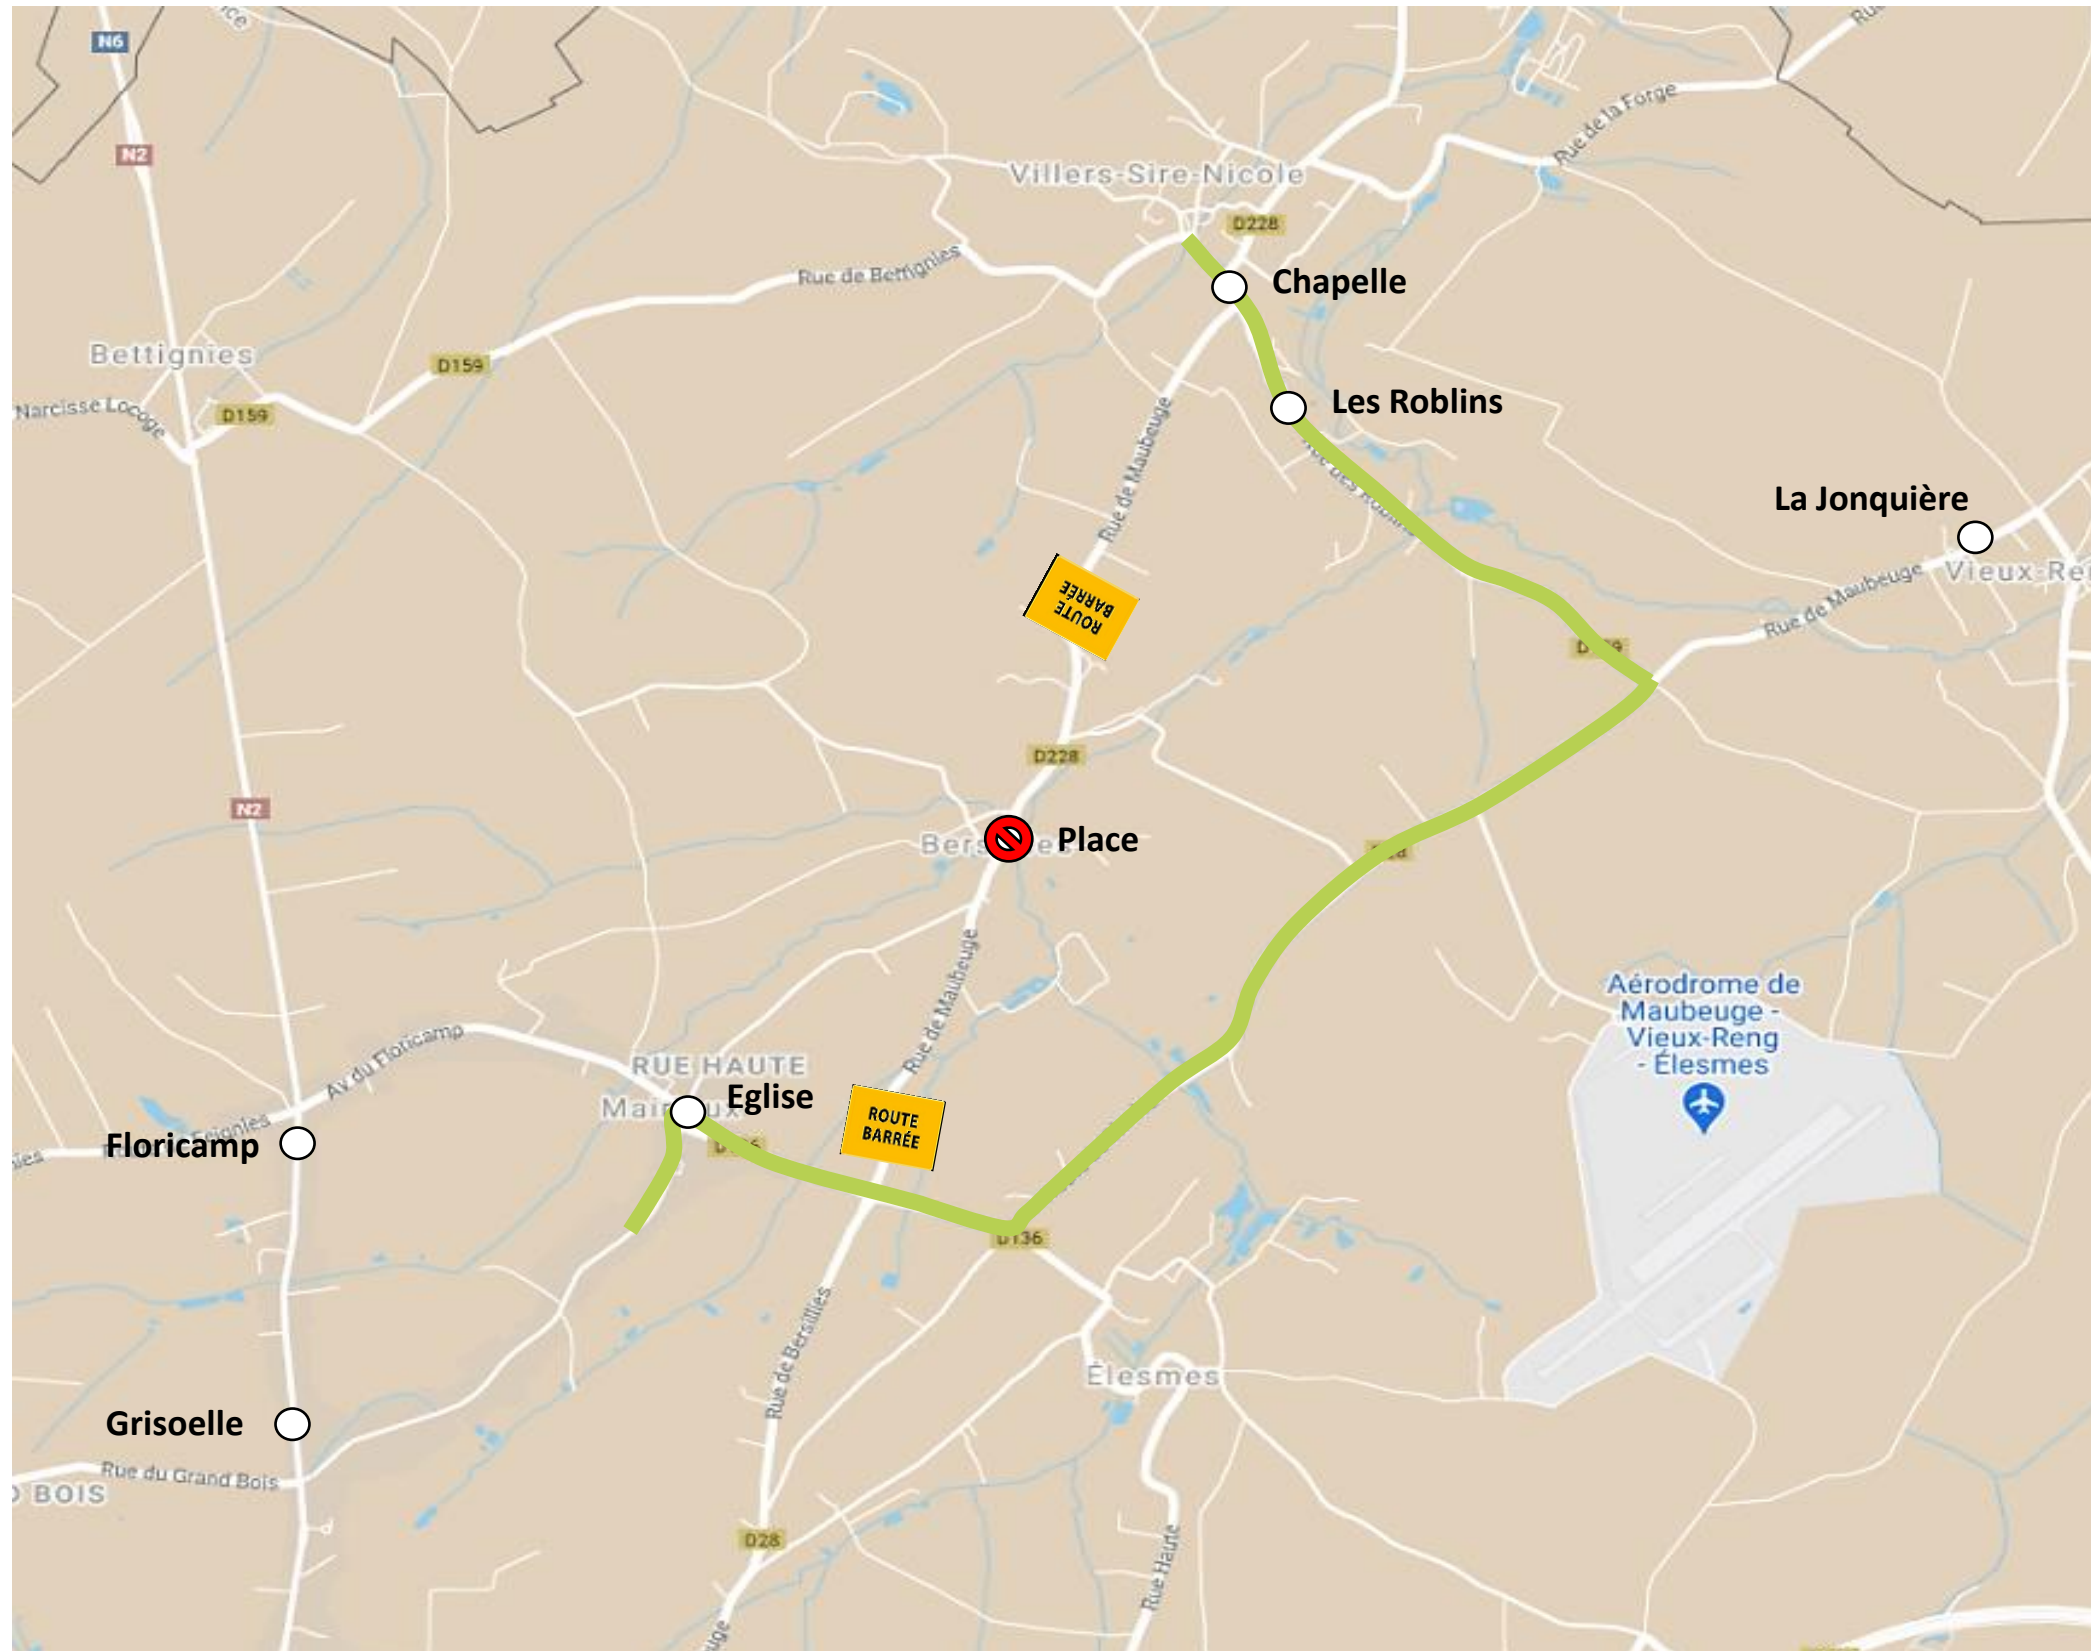 N6
N2
Villers-Sire-Nicole
Rue de la Forge
D228
Rue de Bettignies
Chapelle
Bettignies
D159
Narcisse Locoge
D159
Les Roblins
Rue de Maubeuge
La Jonquière
Rue de Maubeuge
Vieux-Re
ROUTE
BARRÉE
D228
N2
Place
Rue de Maubeuge
Aérodrome de
Maubeuge -
Vieux-Reng
- Élesmes
Av du Floricamp
RUE HAUTE
Eglise
ROUTE
BARRÉE
Floricamp
D136
Rue de Bersillies
Élesmes
Grisoelle
Rue du Grand Bois
BOIS
D28
Rue Haute